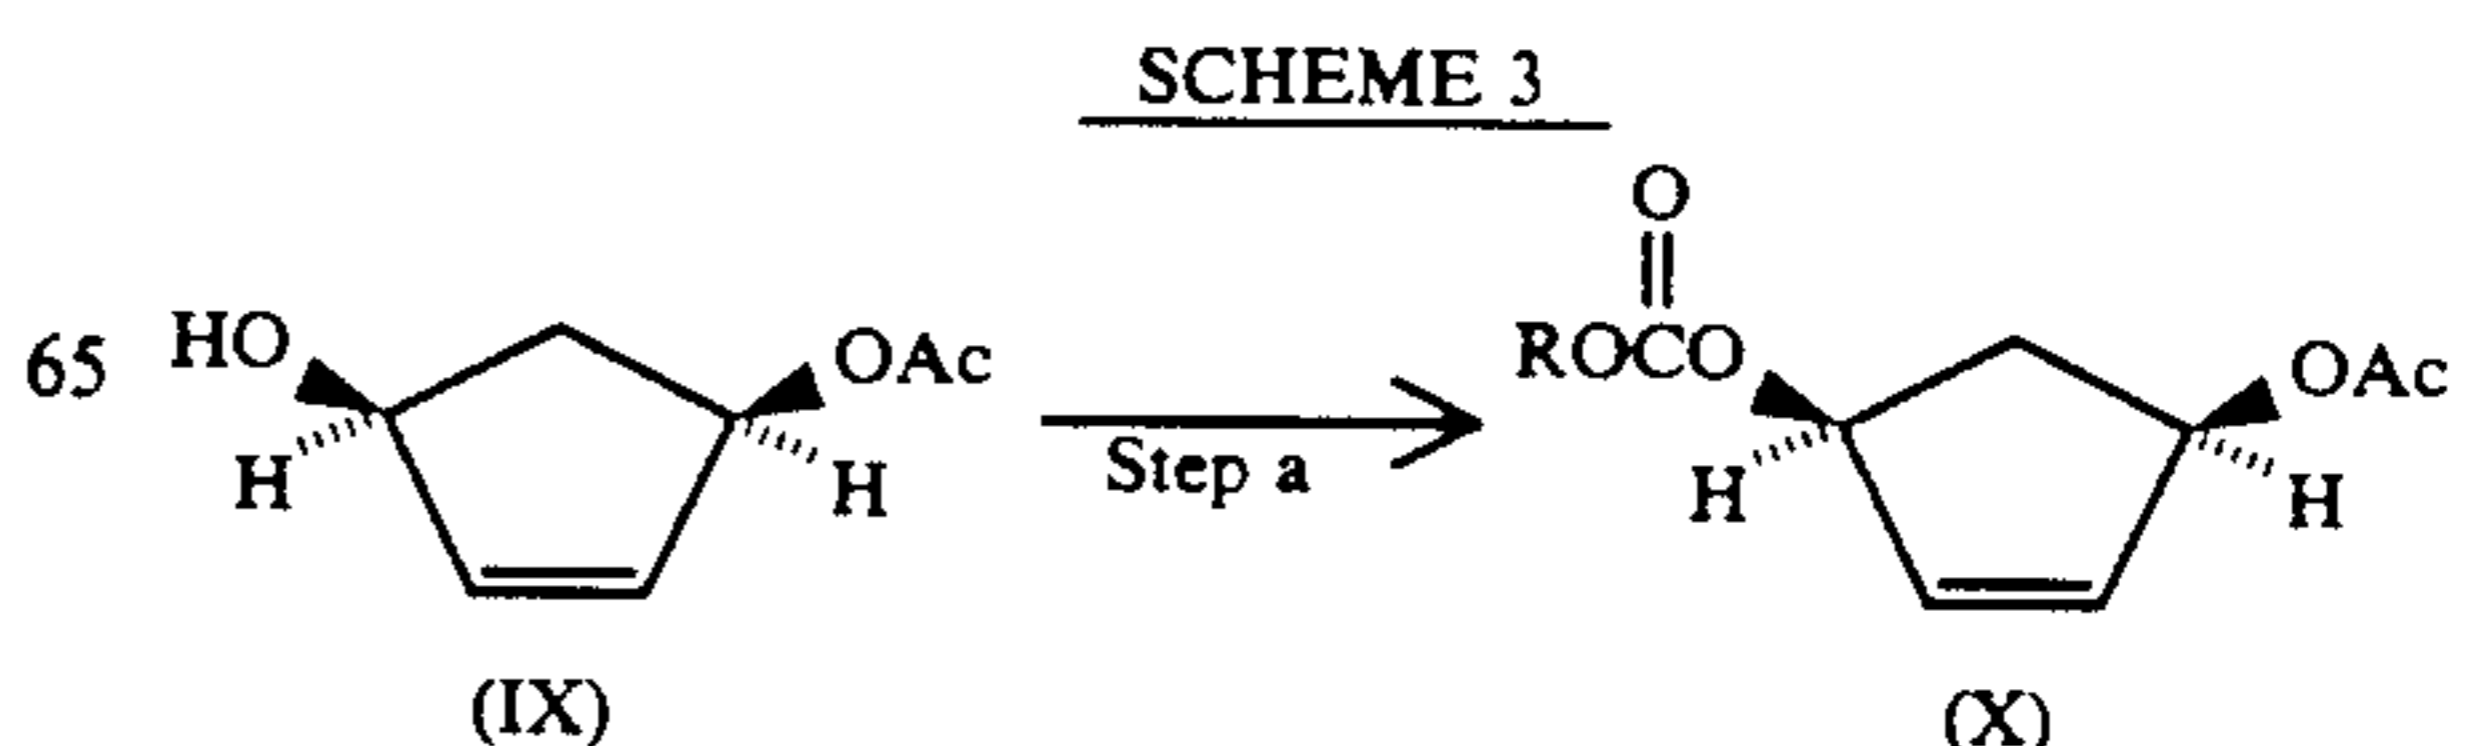 SCHEME 3
O
65 HO OAc ROCO OAc
H H H H
Step a
(IX) (X)